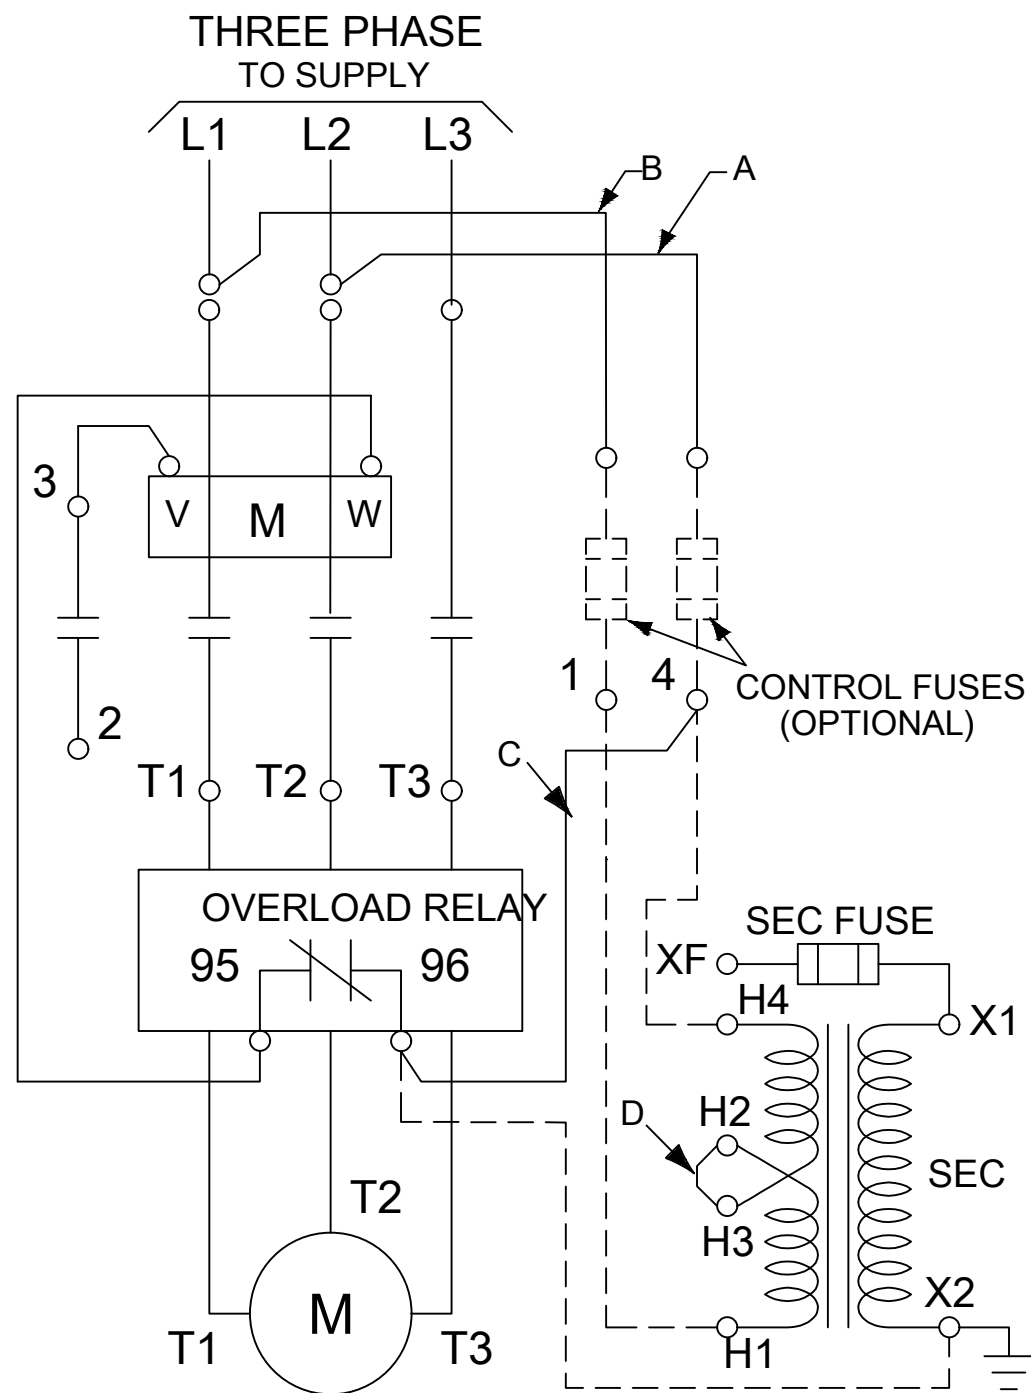 THREE PHASE
TO SUPPLY
L1 L2 L3
B A
3
V M W
1 4
CONTROL FUSES
(OPTIONAL)
2
C
T1 T2 T3
OVERLOAD RELAY
95 96
SEC FUSE
XF
H4
X1
H2
D
SEC
H3
T2
X2
M
T1 T3
H1